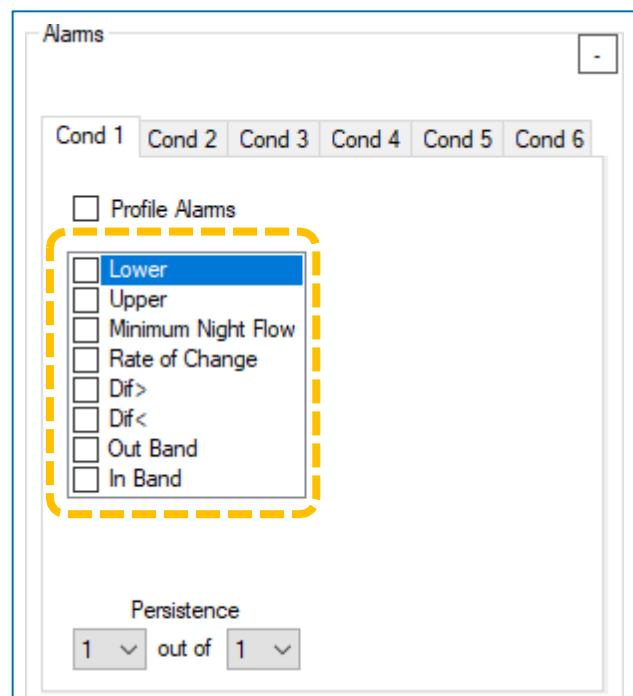 Alarms
-
Cond 1 Cond 2 Cond 3 Cond 4 Cond 5 Cond 6
Profile Alarms
Lower
Upper
Minimum Night Flow
Rate of Change
Dif>
Dif<
Out Band
In Band
Persistence
1 out of 1